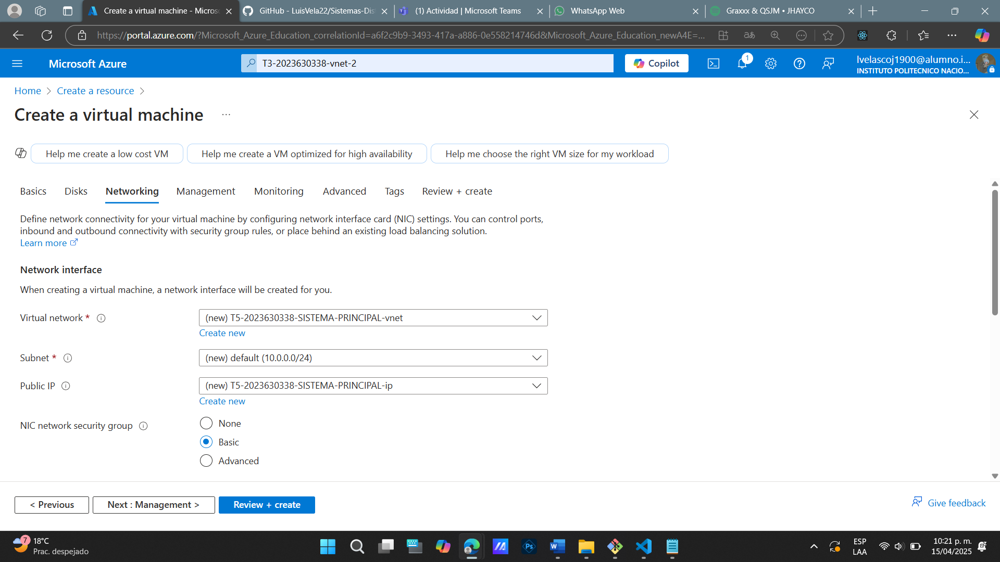 Create a virtual machine - Micros
GitHub - LuisVela22/Sistemas-Dis
(1) Actividad | Microsoft Teams
WhatsApp Web
Graxxx & QSJM • JHAYCO
https://portal.azure.com/?Microsoft_Azure_Education_correlationId=a6f2c9b9-3493-417a-a886-0e558214746d&Microsoft_Azure_Education_newA4E=...
Microsoft Azure
T3-2023630338-vnet-2
Copilot
1
lvelascoj1900@alumno.i...
INSTITUTO POLITECNICO NACIO...
Home > Create a resource >
Create a virtual machine ...
Help me create a low cost VM
Help me create a VM optimized for high availability
Help me choose the right VM size for my workload
Basics Disks Networking Management Monitoring Advanced Tags Review + create
Define network connectivity for your virtual machine by configuring network interface card (NIC) settings. You can control ports,
inbound and outbound connectivity with security group rules, or place behind an existing load balancing solution.
Learn more
Network interface
When creating a virtual machine, a network interface will be created for you.
Virtual network *
(new) T5-2023630338-SISTEMA-PRINCIPAL-vnet
Create new
Subnet *
(new) default (10.0.0.0/24)
Public IP
(new) T5-2023630338-SISTEMA-PRINCIPAL-ip
Create new
NIC network security group
None
Basic
Advanced
< Previous
Next : Management >
Review + create
Give feedback
7
18°C
Prac. despejado
Ps
W
ESP
LAA
10:21 p. m.
15/04/2025